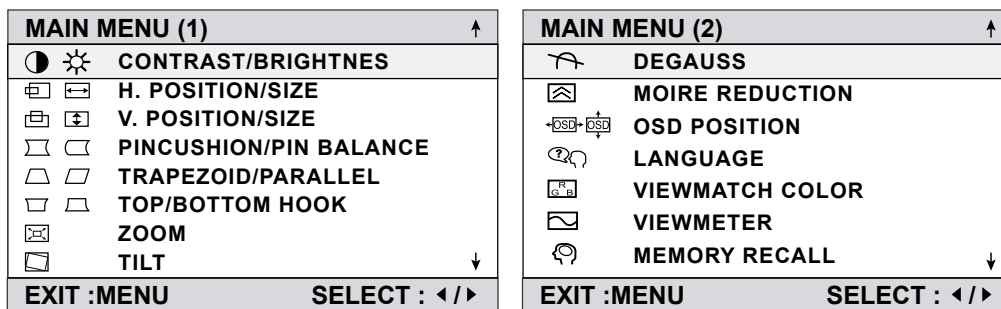 MAIN MENU (1)
CONTRAST/BRIGHTNES
H. POSITION/SIZE
V. POSITION/SIZE
PINCUSHION/PIN BALANCE
TRAPEZOID/PARALLEL
TOP/BOTTOM HOOK
ZOOM
TILT
EXIT :MENU SELECT : /
MAIN MENU (2)
DEGAUSS
MOIRE REDUCTION
OSD OSD OSD POSITION
? LANGUAGE
R G B VIEWMATCH COLOR
VIEWMETER
MEMORY RECALL
EXIT :MENU SELECT : /